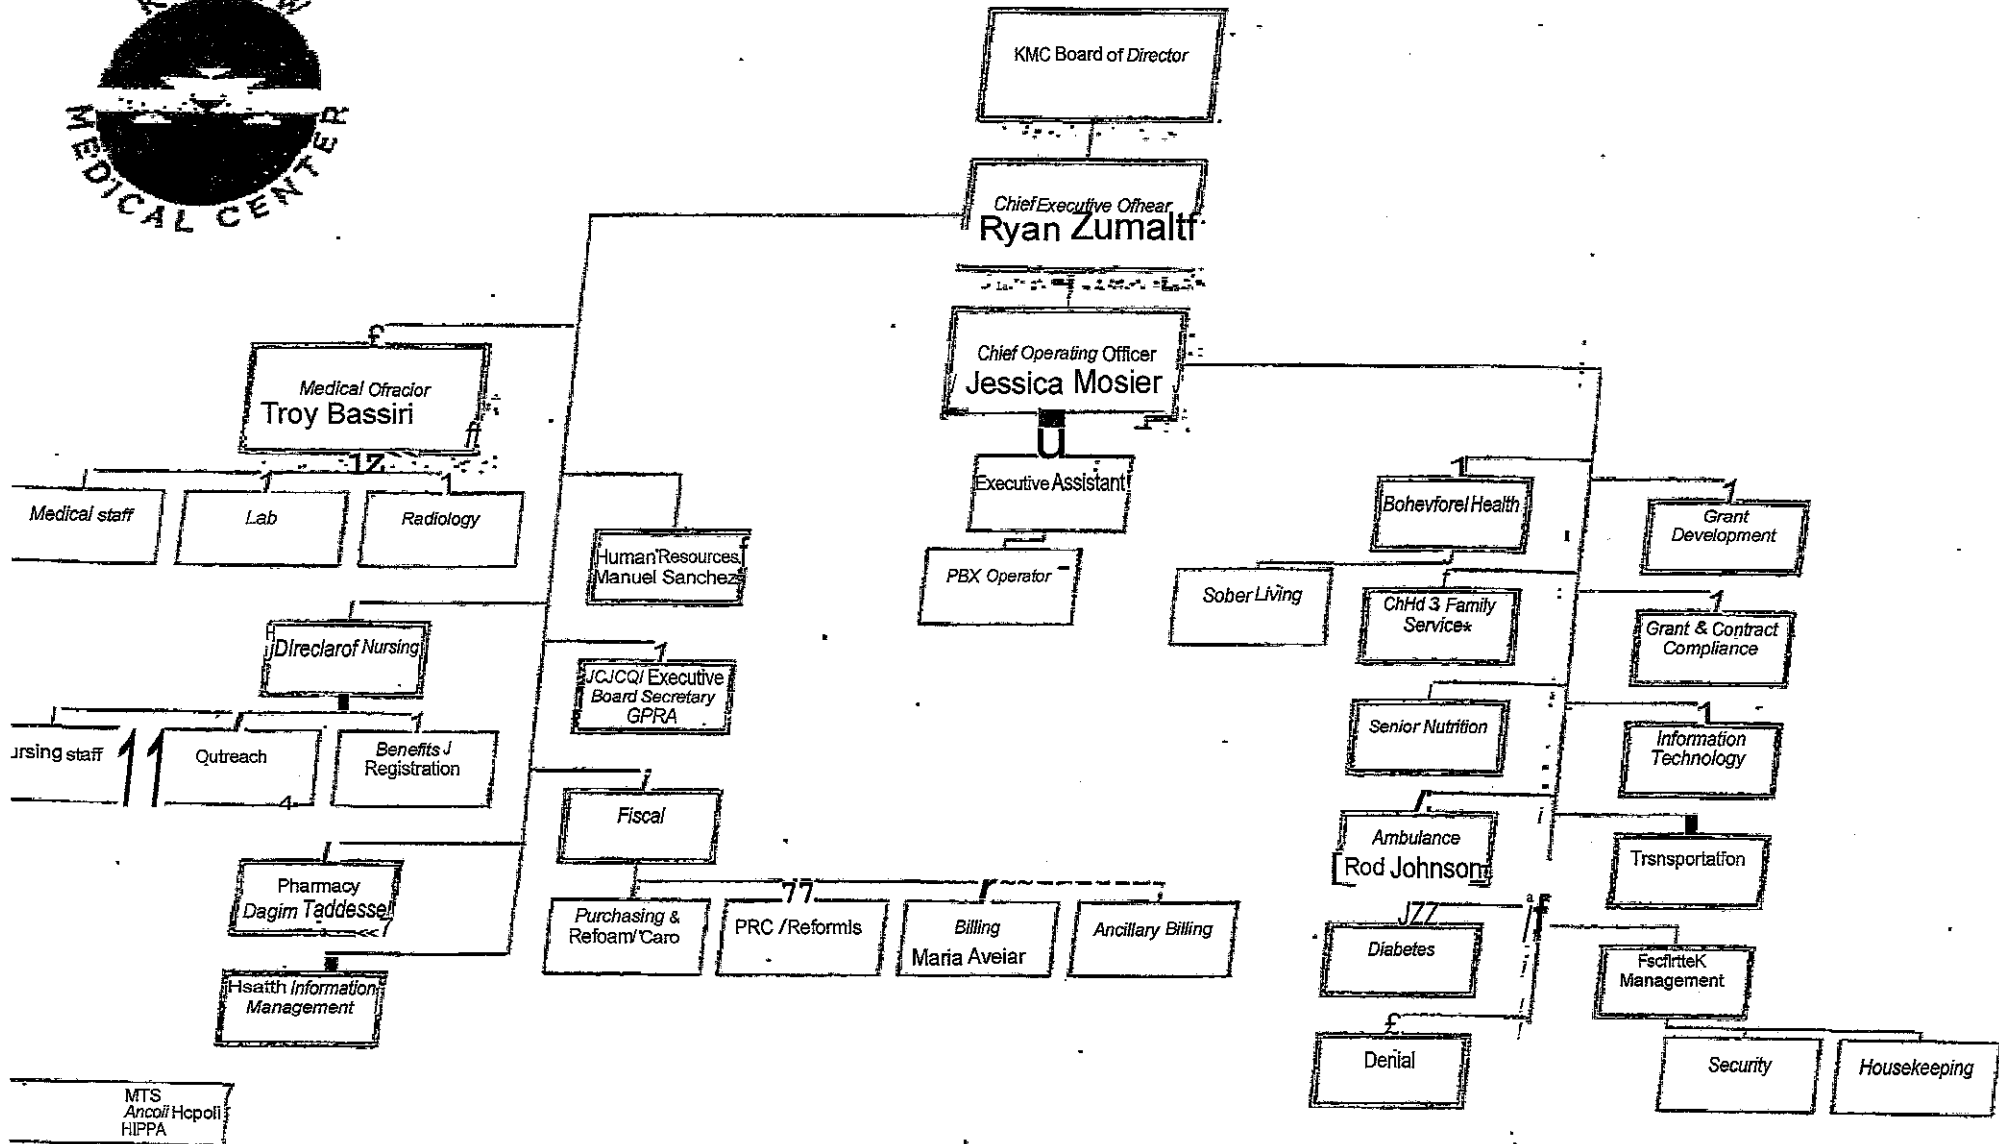 MEDICAL CENTER
KMC Board of Director
Chief Executive Ofhear
Ryan Zumaltf
Chief Operating Officer
Jessica Mosier
Medical Ofracior
Troy Bassiri
Executive Assistant
PBX Operator
Medical staff
Lab
Radiology
Human Resources
Manuel Sanchez
Bohevforel Health
Grant
Development
Sober Living
ChHd 3 Family
Service*
Grant & Contract
Compliance
DIreclarof Nursing
JCJCQ/ Executive
Board Secretary
GPRA
Senior Nutrition
Information
Technology
ursing staff
Qutreach
Benefits J
Registration
Fiscal
Ambulance
Rod Johnson
Trsnsportation
Pharmacy
Dagim Taddesse
Purchasing &
Refoam/'Caro
PRC /Reformls
Billing
Maria Aveiar
Ancillary Billing
Diabetes
FscflrtteK
Management
Hsatth Information
Management
Denial
Security
Housekeeping
MTS
Ancoii Hcpoli
HIPPA